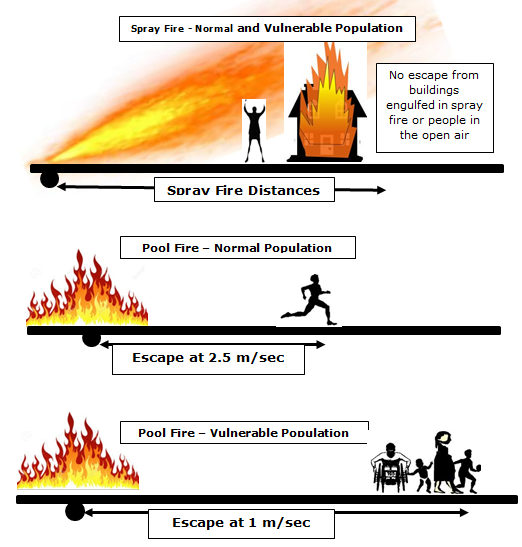 Spray Fire - Normal and Vulnerable Population
No escape from
buildings
engulfed in spray
fire or people in
the open air
Spray Fire Distances
Pool Fire – Normal Population
Escape at 2.5 m/sec
Pool Fire – Vulnerable Population
Escape at 1 m/sec